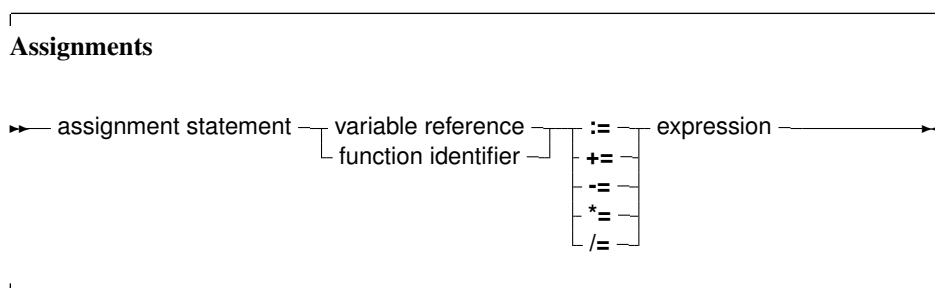 Assignments
assignment statement variable reference := expression
function identifier +=
-=
*=
/=